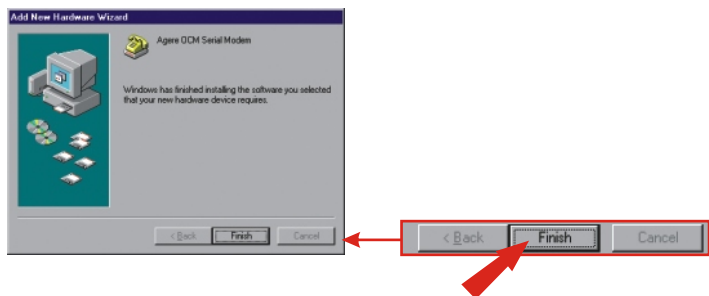 Add New Hardware Wizard
Agere OCM Serial Modem
Windows has finished installing the software you selected
that your new hardware device requires.
< Back Finish Cancel
< Back Finish Cancel